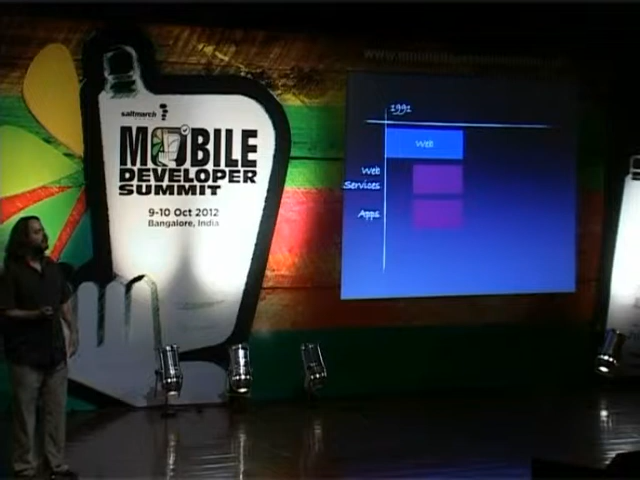 saltmarch
MOBILE
DEVELOPER
SUMMIT
9-10 Oct 2012
Bangalore, India
1991
Web
Web
Services
Apps